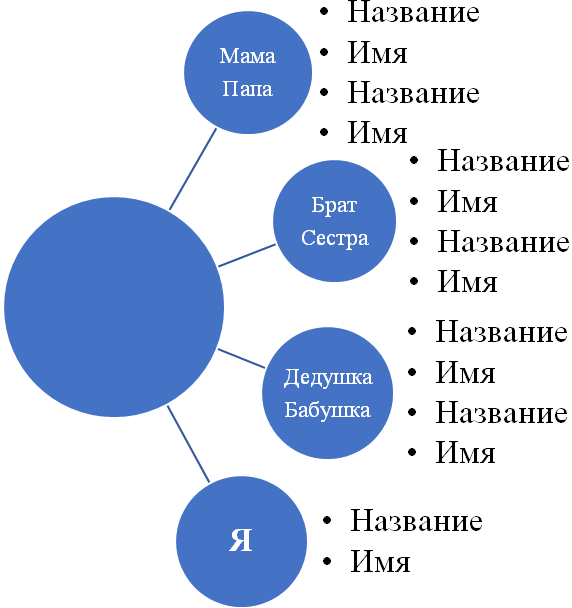 Мама
Папа
• Название
• Имя
• Название
• Имя
Брат
Сестра
• Название
• Имя
• Название
• Имя
Дедушка
Бабушка
• Название
• Имя
• Название
• Имя
Я
• Название
• Имя